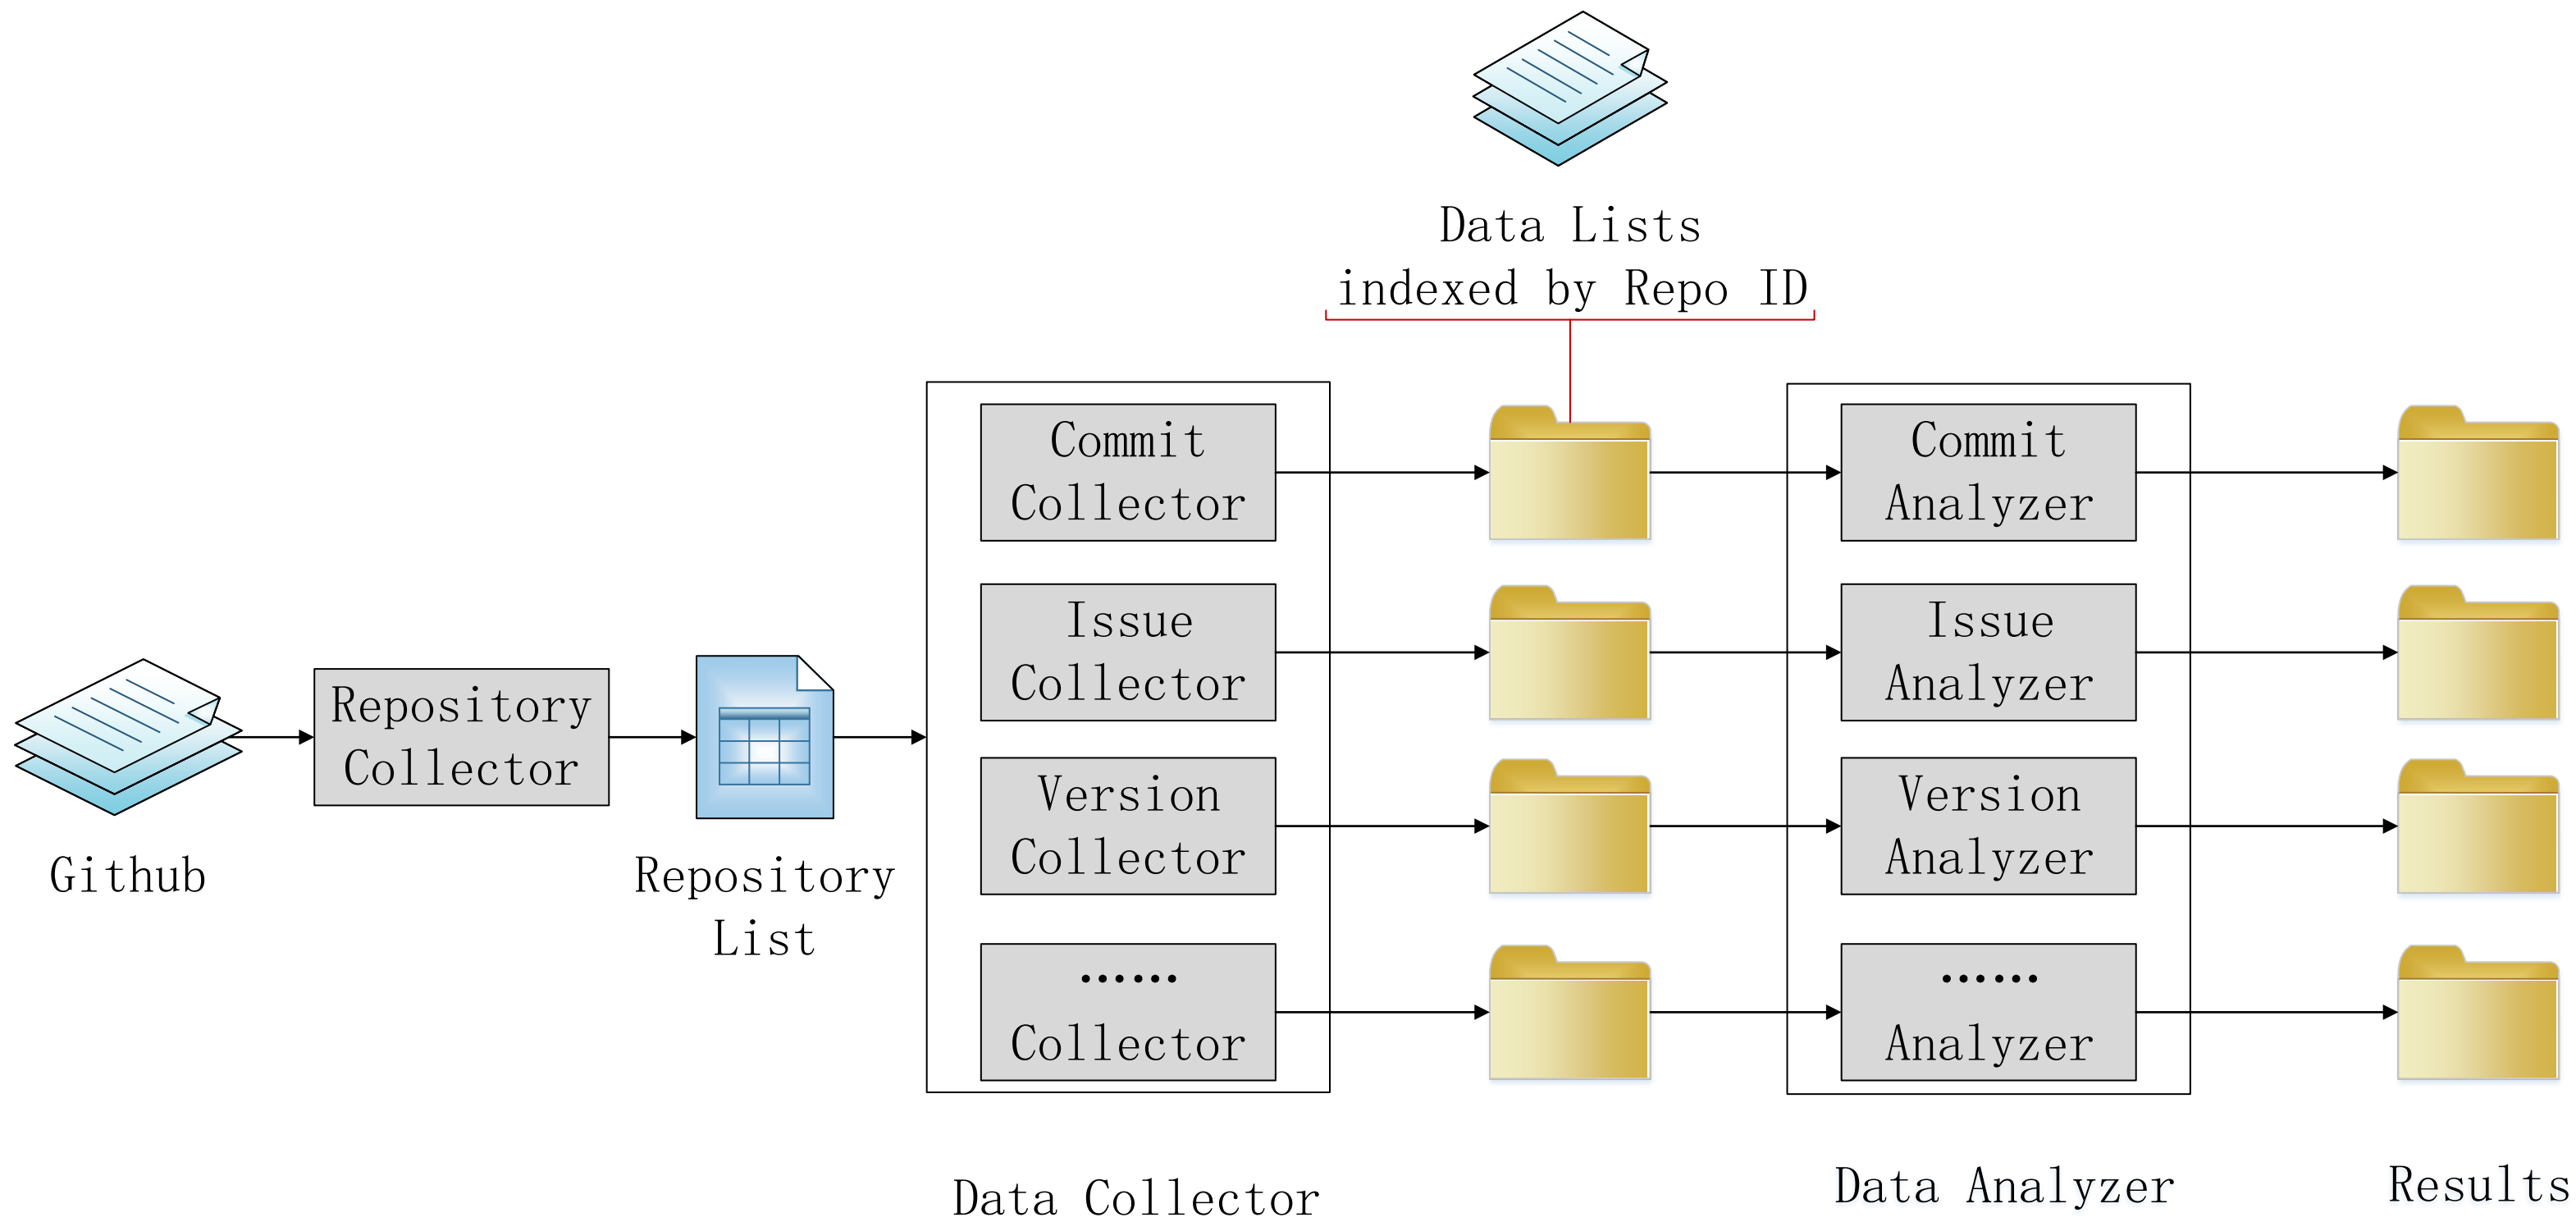 Data Lists
indexed by Repo ID
Commit
Collector
Commit
Analyzer
Issue
Collector
Issue
Analyzer
Repository
Collector
Version
Collector
Version
Analyzer
Github
Repository
List
......
Collector
......
Analyzer
Data Collector
Data Analyzer
Results